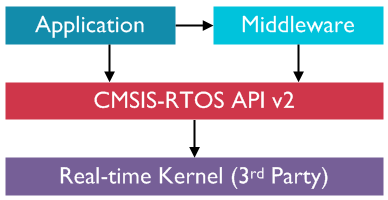 Application
Middleware
CMSIS-RTOS API v2
Real-time Kernel (3rd Party)